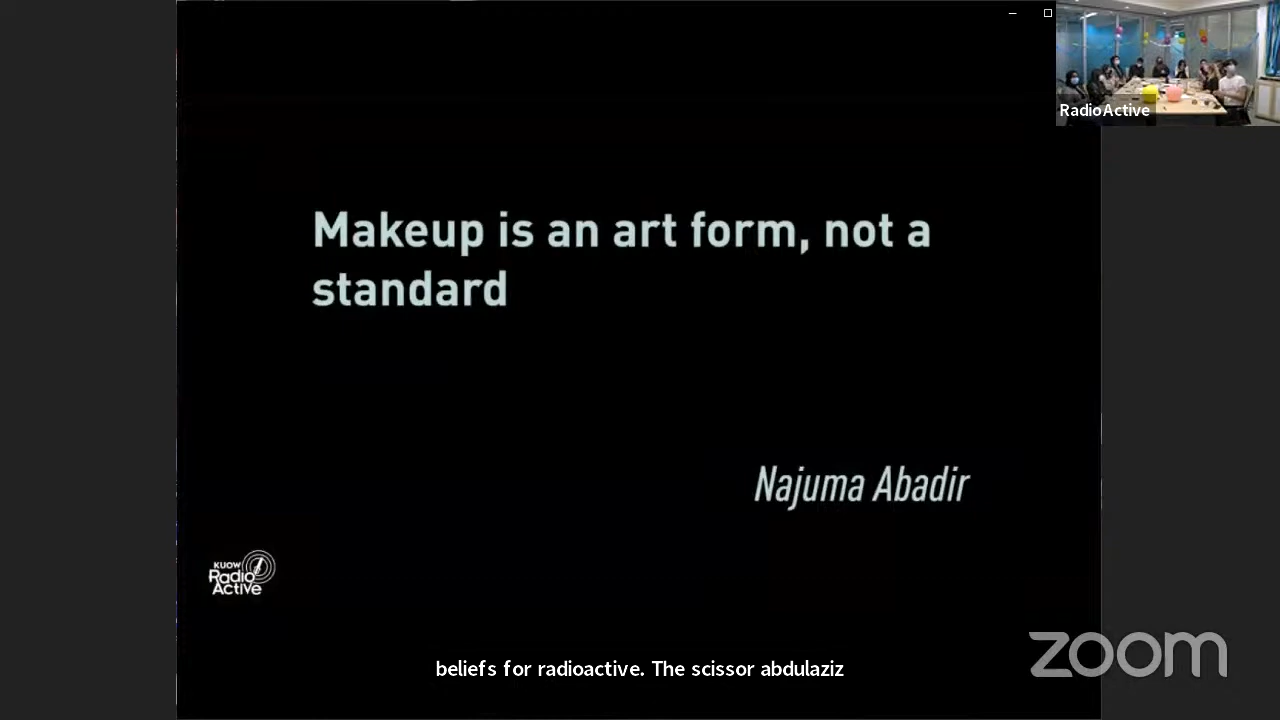 RadioActive
Makeup is an art form, not a
standard
Najuma Abadir
KUOW
Radio
Active
beliefs for radioactive. The scissor abdulaziz
zoom